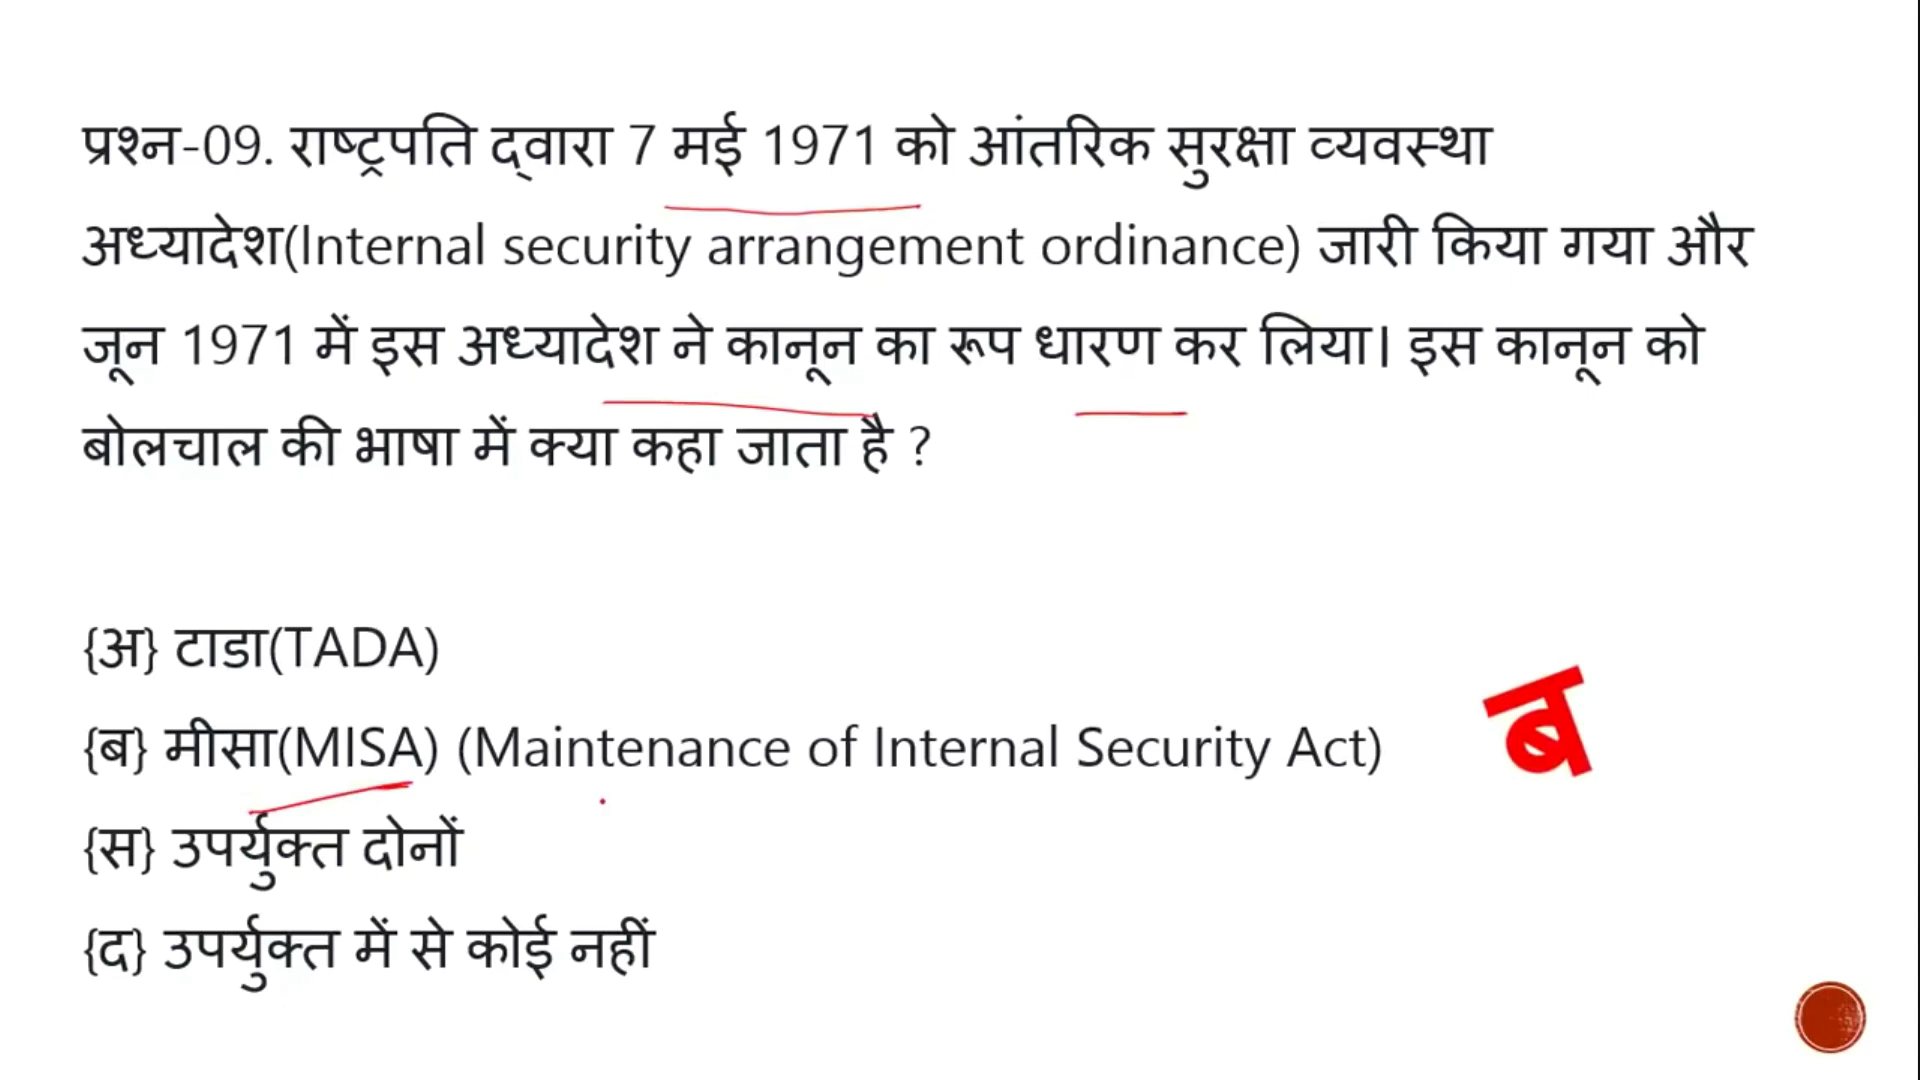 प्रश्न-09. राष्ट्रपति द्वारा 7 मई 1971 को आंतरिक सुरक्षा व्यवस्था
अध्यादेश(Internal security arrangement ordinance) जारी किया गया और
जून 1971 में इस अध्यादेश ने कानून का रूप धारण कर लिया। इस कानून को
बोलचाल की भाषा में क्या कहा जाता है ?
{अ} टाडा(TADA)
{ब} मीसा(MISA) (Maintenance of Internal Security Act)
ब
{स} उपर्युक्त दोनों
{द} उपर्युक्त में से कोई नहीं